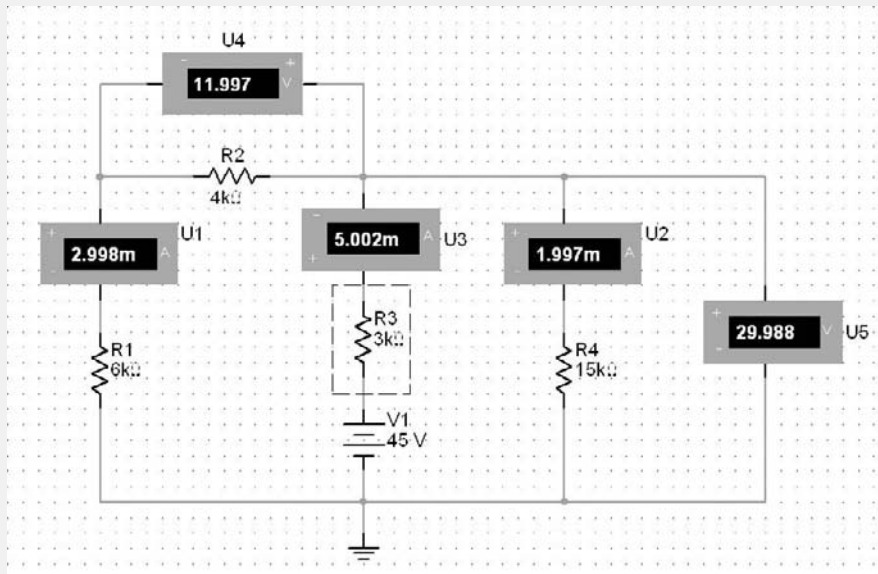 U4
- +
11.997 V
R2
4kΩ
+ 2.998m A - U1
- 5.002m A + U3
+ 1.997m A - U2
+ 29.988 V - U5
R3
3kΩ
R1
6kΩ
R4
15kΩ
V1
45 V